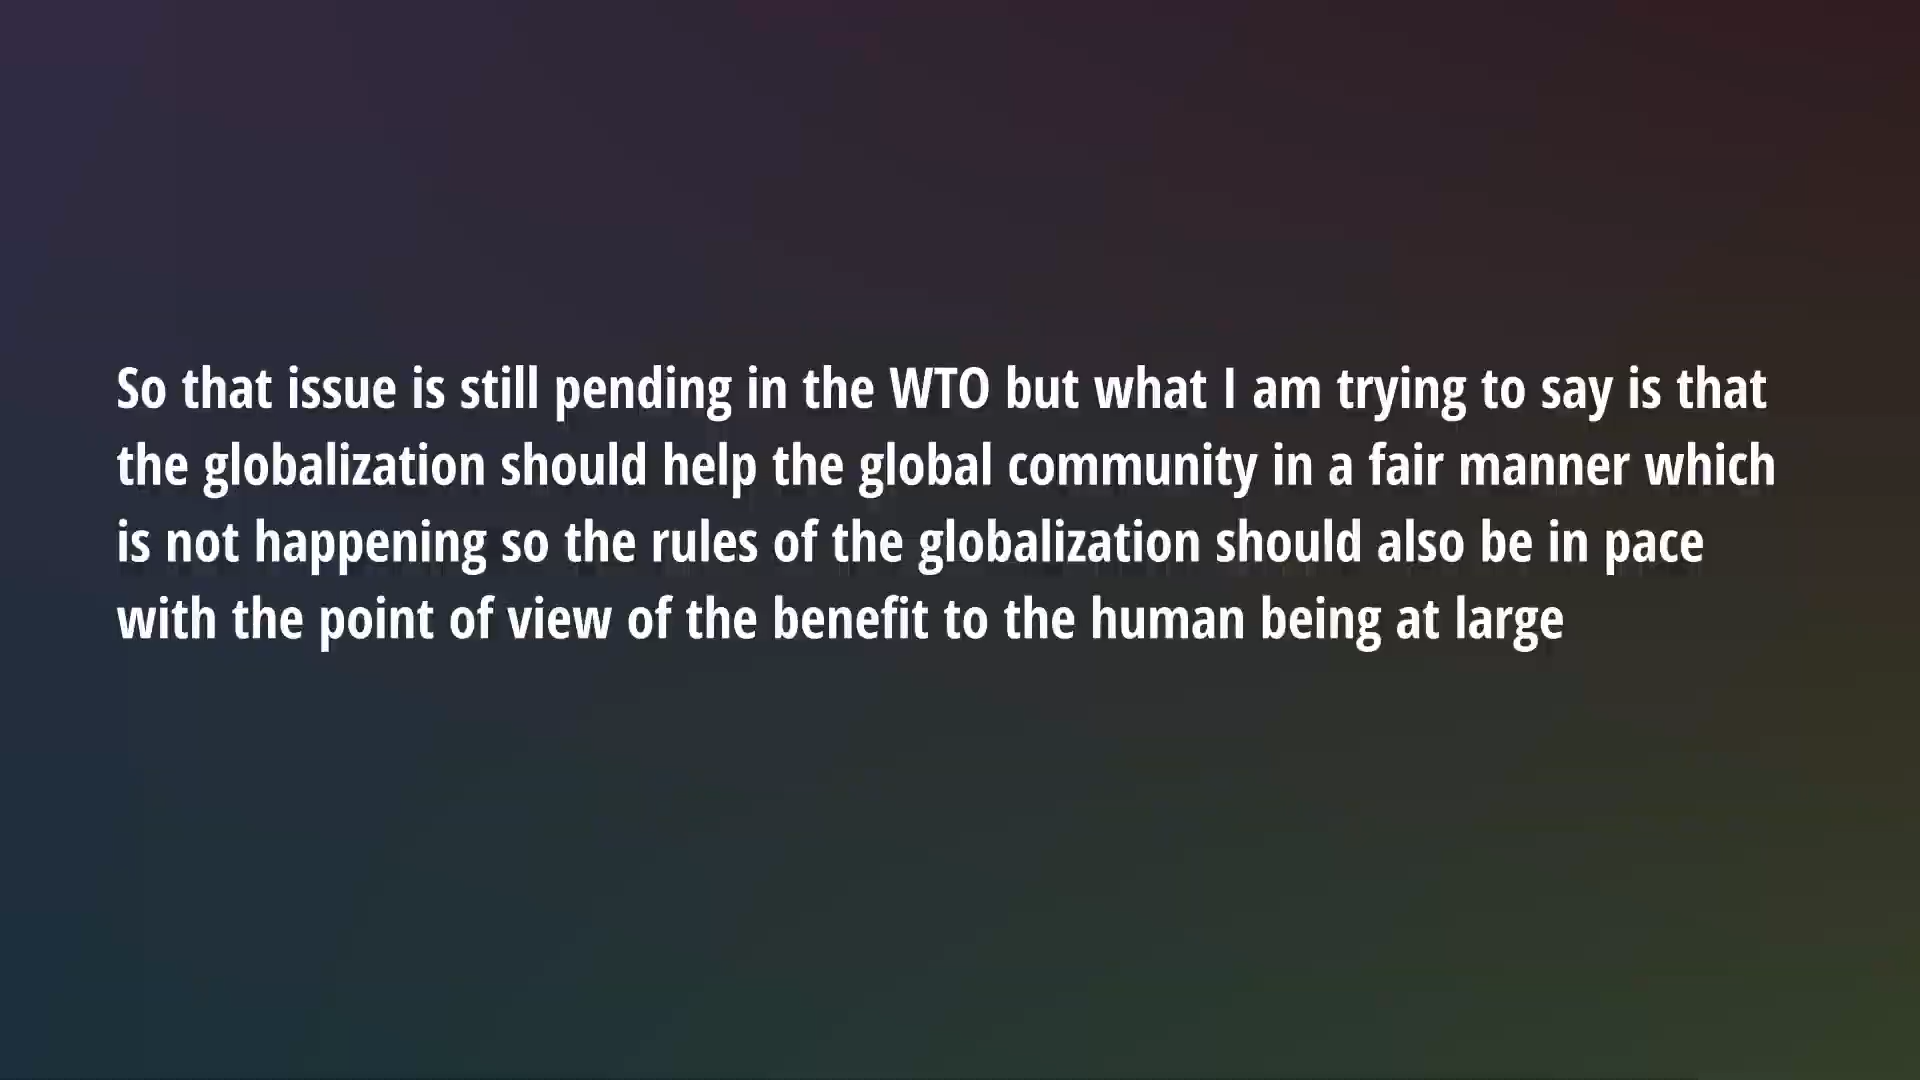 So that issue is still pending in the WTO but what I am trying to say is that
the globalization should help the global community in a fair manner which
is not happening so the rules of the globalization should also be in pace
with the point of view of the benefit to the human being at large